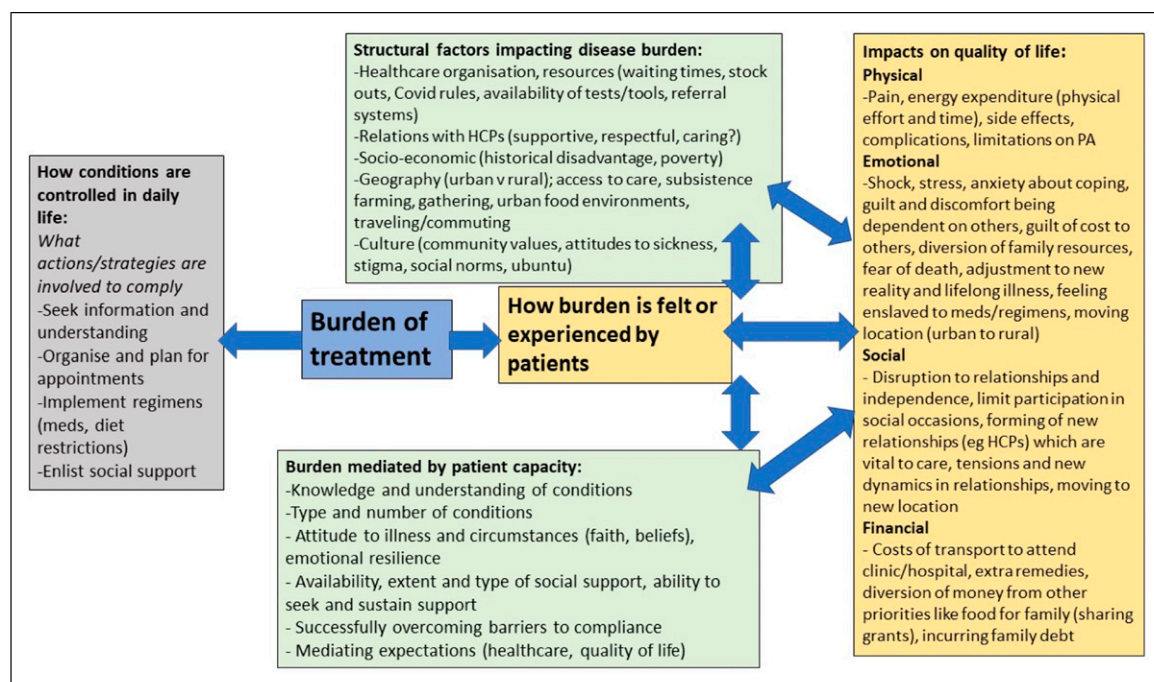 Structural factors impacting disease burden:
-Healthcare organisation, resources (waiting times, stock
outs, Covid rules, availability of tests/tools, referral
systems)
-Relations with HCPs (supportive, respectful, caring?)
-Socio-economic (historical disadvantage, poverty)
-Geography (urban v rural); access to care, subsistence
farming, gathering, urban food environments,
traveling/commuting
-Culture (community values, attitudes to sickness,
stigma, social norms, ubuntu)
How conditions are
controlled in daily
life:
What
actions/strategies are
involved to comply
-Seek information and
understanding
-Organise and plan for
appointments
-Implement regimens
(meds, diet
restrictions)
-Enlist social support
Burden of
treatment
How burden is felt or
experienced by
patients
Burden mediated by patient capacity:
-Knowledge and understanding of conditions
-Type and number of conditions
- Attitude to illness and circumstances (faith, beliefs),
emotional resilience
- Availability, extent and type of social support, ability to
seek and sustain support
- Successfully overcoming barriers to compliance
- Mediating expectations (healthcare, quality of life)
Impacts on quality of life:
Physical
-Pain, energy expenditure (physical
effort and time), side effects,
complications, limitations on PA
Emotional
-Shock, stress, anxiety about coping,
guilt and discomfort being
dependent on others, guilt of cost to
others, diversion of family resources,
fear of death, adjustment to new
reality and lifelong illness, feeling
enslaved to meds/regimens, moving
location (urban to rural)
Social
- Disruption to relationships and
independence, limit participation in
social occasions, forming of new
relationships (eg HCPs) which are
vital to care, tensions and new
dynamics in relationships, moving to
new location
Financial
- Costs of transport to attend
clinic/hospital, extra remedies,
diversion of money from other
priorities like food for family (sharing
grants), incurring family debt